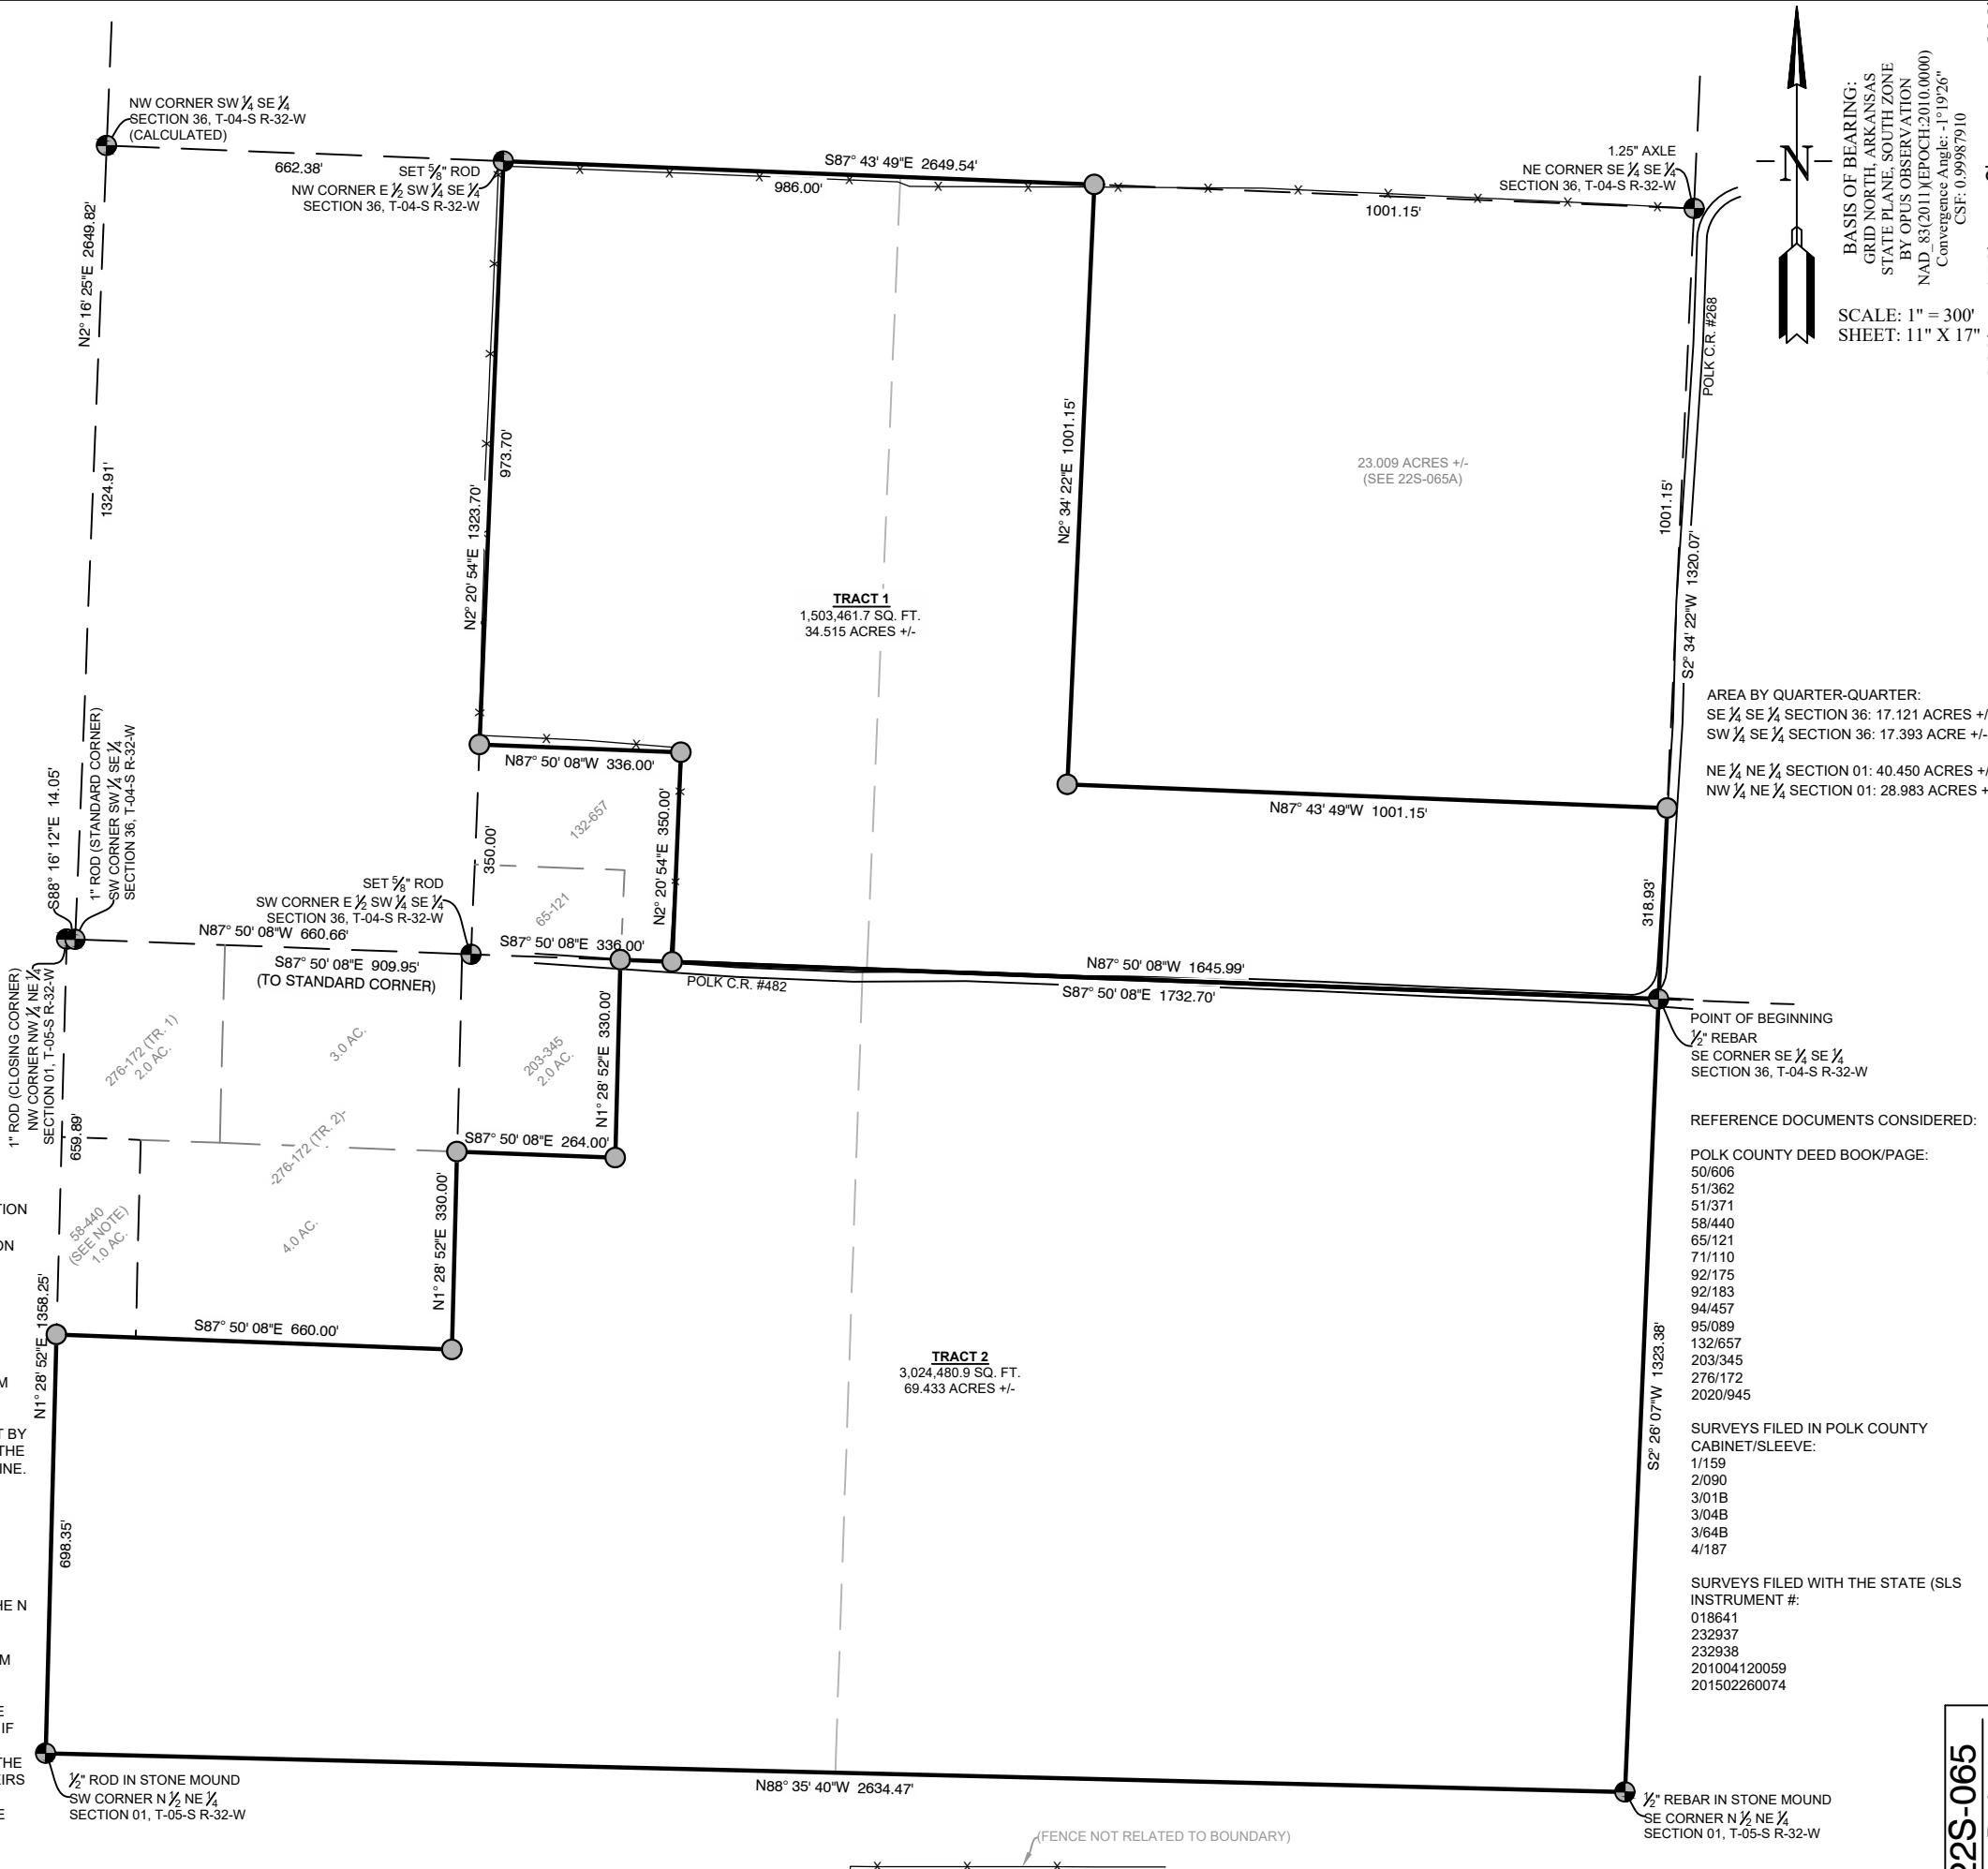 NW CORNER SW ¼ SE ¼
SECTION 36, T-04-S R-32-W
(CALCULATED)
662.38'
SET ⅝" ROD
NW CORNER E ½ SW ¼ SE ¼
SECTION 36, T-04-S R-32-W
S87° 43' 49"E 2649.54'
986.00'
1.25" AXLE
NE CORNER SE ¼ SE ¼
SECTION 36, T-04-S R-32-W
1001.15'
N
BASIS OF BEARING:
GRID NORTH, ARKANSAS
STATE PLANE, SOUTH ZONE
BY OPUS OBSERVATION
NAD_83(2011)(EPOCH:2010.0000)
Convergence Angle: -1°19'26"
CSF: 0.99987910
SCALE: 1" = 300'
SHEET: 11" X 17"
N2° 16' 25"E 2649.82'
1324.91'
N2° 20' 54"E 1323.70'
973.70'
N2° 34' 22"E 1001.15'
23.009 ACRES +/-
(SEE 22S-065A)
1001.15'
S2° 34' 22"W 1320.07'
POLK C.R. #268
TRACT 1
1,503,461.7 SQ. FT.
34.515 ACRES +/-
AREA BY QUARTER-QUARTER:
SE ¼ SE ¼ SECTION 36: 17.121 ACRES +/
SW ¼ SE ¼ SECTION 36: 17.393 ACRE +/-
NE ¼ NE ¼ SECTION 01: 40.450 ACRES +/
NW ¼ NE ¼ SECTION 01: 28.983 ACRES +
S88° 16' 12"E 14.05'
1" ROD (STANDARD CORNER)
SW CORNER SW ¼ SE ¼
SECTION 36, T-04-S R-32-W
N87° 50' 08"W 336.00'
132-657
350.00'
N2° 20' 54"E 350.00'
65-121
N87° 43' 49"W 1001.15'
318.93'
SET ⅝" ROD
SW CORNER E ½ SW ¼ SE ¼
SECTION 36, T-04-S R-32-W
N87° 50' 08"W 660.66'
S87° 50' 08"E 909.95'
(TO STANDARD CORNER)
S87° 50' 08"E 336.00'
POLK C.R. #482
N87° 50' 08"W 1645.99'
S87° 50' 08"E 1732.70'
1" ROD (CLOSING CORNER)
NW CORNER NW ¼ NE ¼
SECTION 01, T-05-S R-32-W
659.89'
276-172 (TR. 1)
2.0 AC.
3.0 AC.
203-345
2.0 AC.
N1° 28' 52"E 330.00'
POINT OF BEGINNING
½" REBAR
SE CORNER SE ¼ SE ¼
SECTION 36, T-04-S R-32-W
-276-172 (TR. 2)-
S87° 50' 08"E 264.00'
58-440
(SEE NOTE)
1.0 AC.
4.0 AC.
N1° 28' 52"E 330.00'
N1° 28' 52"E 1358.25'
S87° 50' 08"E 660.00'
TRACT 2
3,024,480.9 SQ. FT.
69.433 ACRES +/-
S2° 26' 07"W 1323.38'
698.35'
REFERENCE DOCUMENTS CONSIDERED:
POLK COUNTY DEED BOOK/PAGE:
50/606
51/362
51/371
58/440
65/121
71/110
92/175
92/183
94/457
95/089
132/657
203/345
276/172
2020/945
SURVEYS FILED IN POLK COUNTY
CABINET/SLEEVE:
1/159
2/090
3/01B
3/04B
3/64B
4/187
SURVEYS FILED WITH THE STATE (SLS
INSTRUMENT #:
018641
232937
232938
201004120059
201502260074
TION
ON
M
T BY
THE
INE.
HE N
M
E
IF
THE
IRS
E
½" ROD IN STONE MOUND
SW CORNER N ½ NE ¼
SECTION 01, T-05-S R-32-W
N88° 35' 40"W 2634.47'
½" REBAR IN STONE MOUND
SE CORNER N ½ NE ¼
SECTION 01, T-05-S R-32-W
(FENCE NOT RELATED TO BOUNDARY)
22S-065